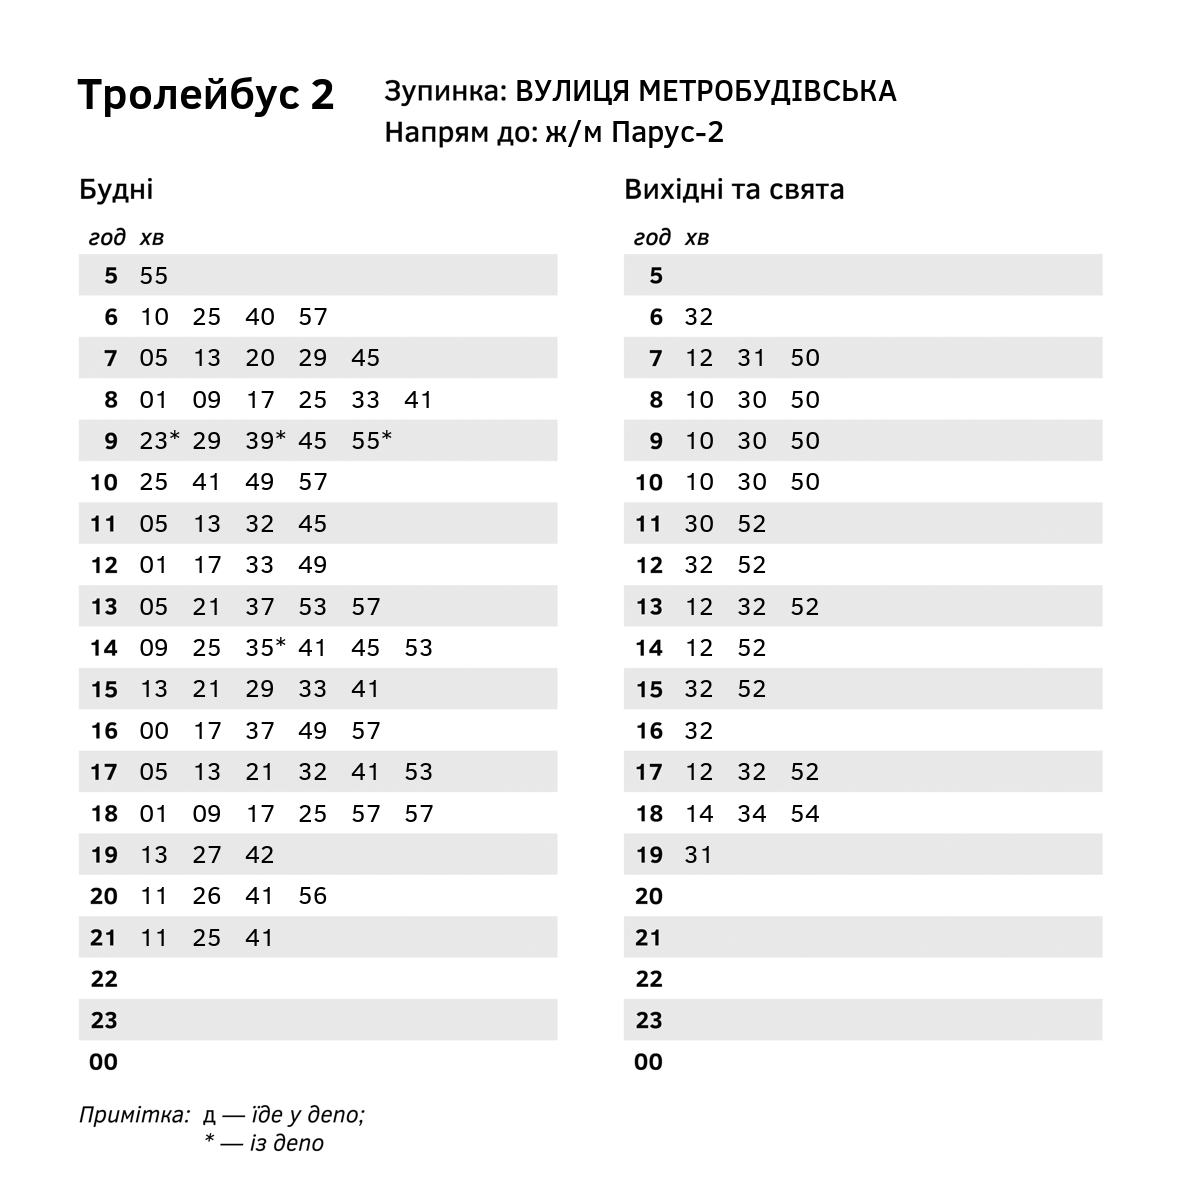 Тролейбус 2
Зупинка: ВУЛИЦЯ МЕТРОБУДІВСЬКА
Напрям до: ж/м Парус-2
Будні
год хв
5 55
6 10 25 40 57
7 05 13 20 29 45
8 01 09 17 25 33 41
9 23* 29 39* 45 55*
10 25 41 49 57
11 05 13 32 45
12 01 17 33 49
13 05 21 37 53 57
14 09 25 35* 41 45 53
15 13 21 29 33 41
16 00 17 37 49 57
17 05 13 21 32 41 53
18 01 09 17 25 57 57
19 13 27 42
20 11 26 41 56
21 11 25 41
22
23
00
Вихідні та свята
год хв
5
6 32
7 12 31 50
8 10 30 50
9 10 30 50
10 10 30 50
11 30 52
12 32 52
13 12 32 52
14 12 52
15 32 52
16 32
17 12 32 52
18 14 34 54
19 31
20
21
22
23
00
Примітка: д — їде у депо;
* — із депо